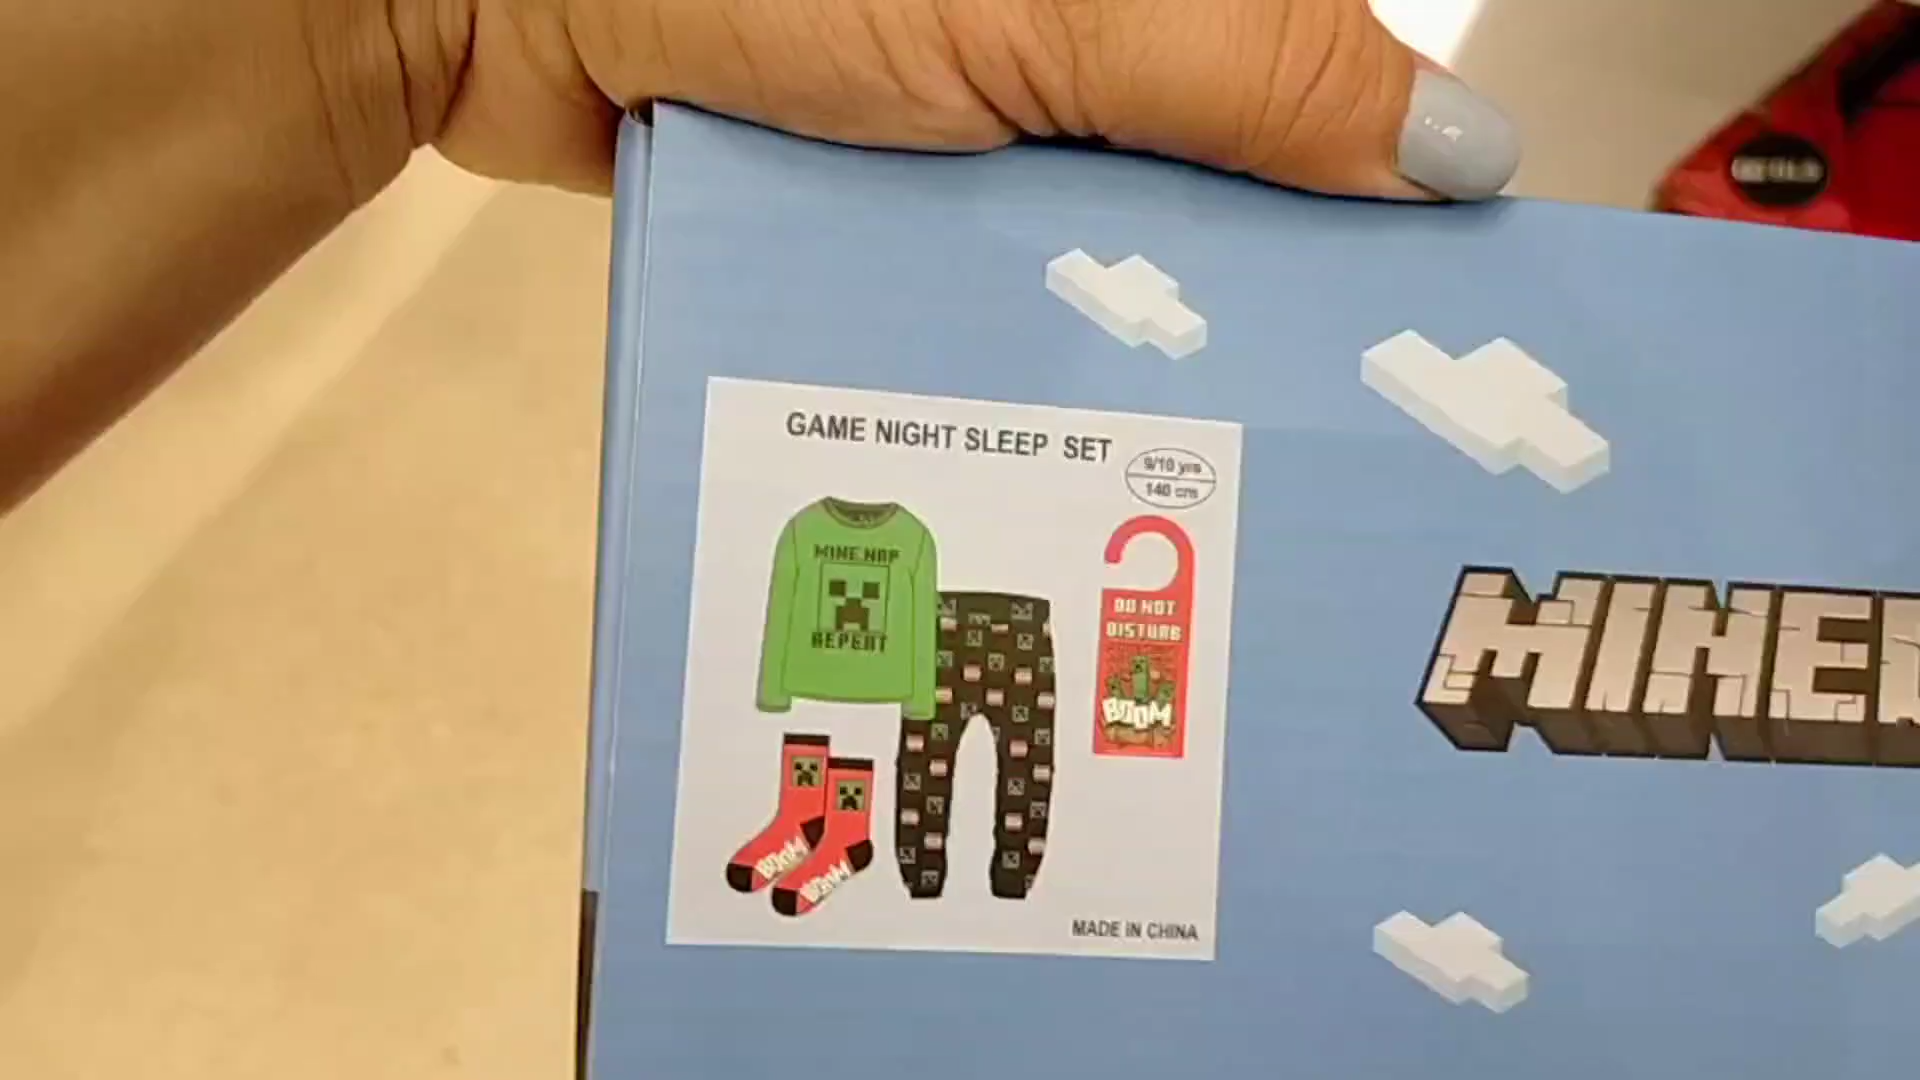 GAME NIGHT SLEEP SET
9/10 yrs
140 cm
MINE NAP
REPEAT
DO NOT
DISTURB
BOOM
BOOM
BOOM
MADE IN CHINA
MINE